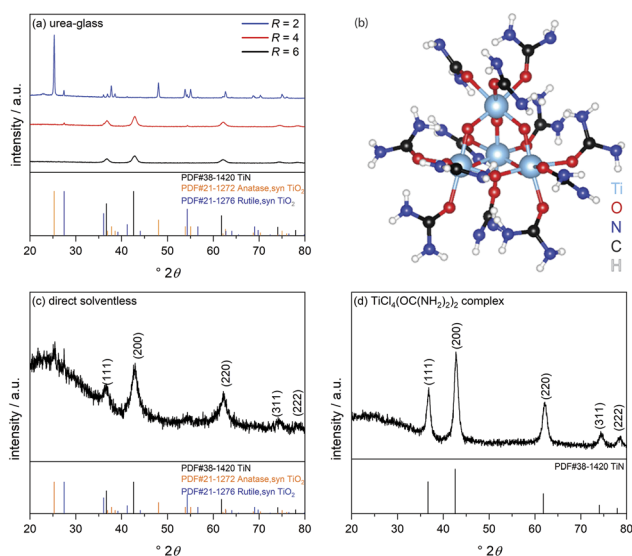 (a) urea-glass
R = 2
R = 4
R = 6
intensity / a.u.
PDF#38-1420 TiN
PDF#21-1272 Anatase,syn TiO2
PDF#21-1276 Rutile,syn TiO2
20 30 40 50 60 70 80
° 2θ
(b)
Ti
O
N
C
H
(c) direct solventless
(111)
(200)
(220)
(311)
(222)
intensity / a.u.
PDF#38-1420 TiN
PDF#21-1272 Anatase,syn TiO2
PDF#21-1276 Rutile,syn TiO2
20 30 40 50 60 70 80
° 2θ
(d) TiCl4(OC(NH2)2)2 complex
(111)
(200)
(220)
(311)
(222)
intensity / a.u.
PDF#38-1420 TiN
20 30 40 50 60 70 80
° 2θ